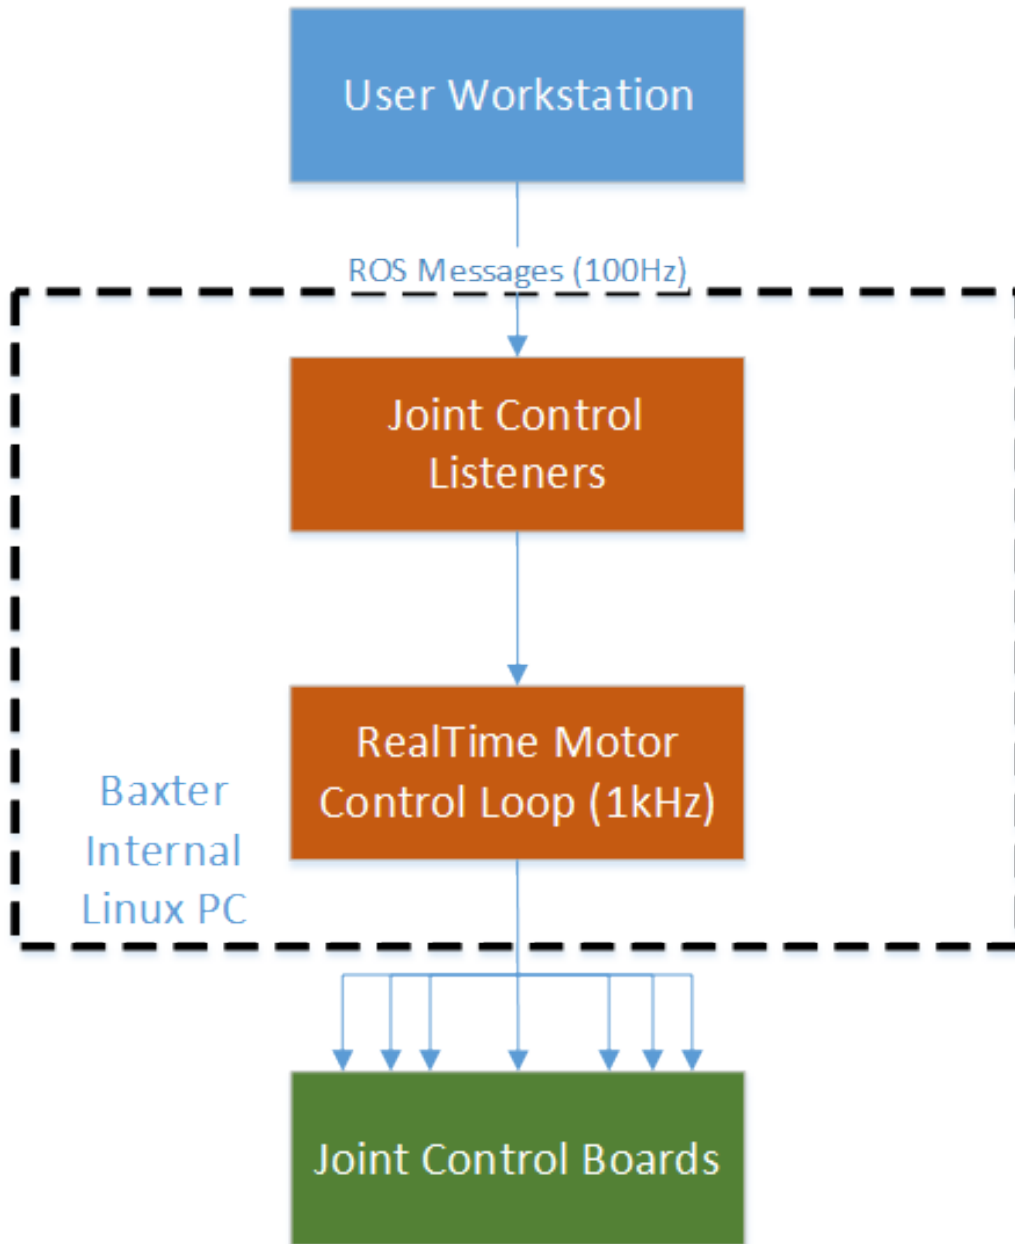 User Workstation
ROS Messages (100Hz)
Joint Control
Listeners
RealTime Motor
Control Loop (1kHz)
Baxter
Internal
Linux PC
Joint Control Boards